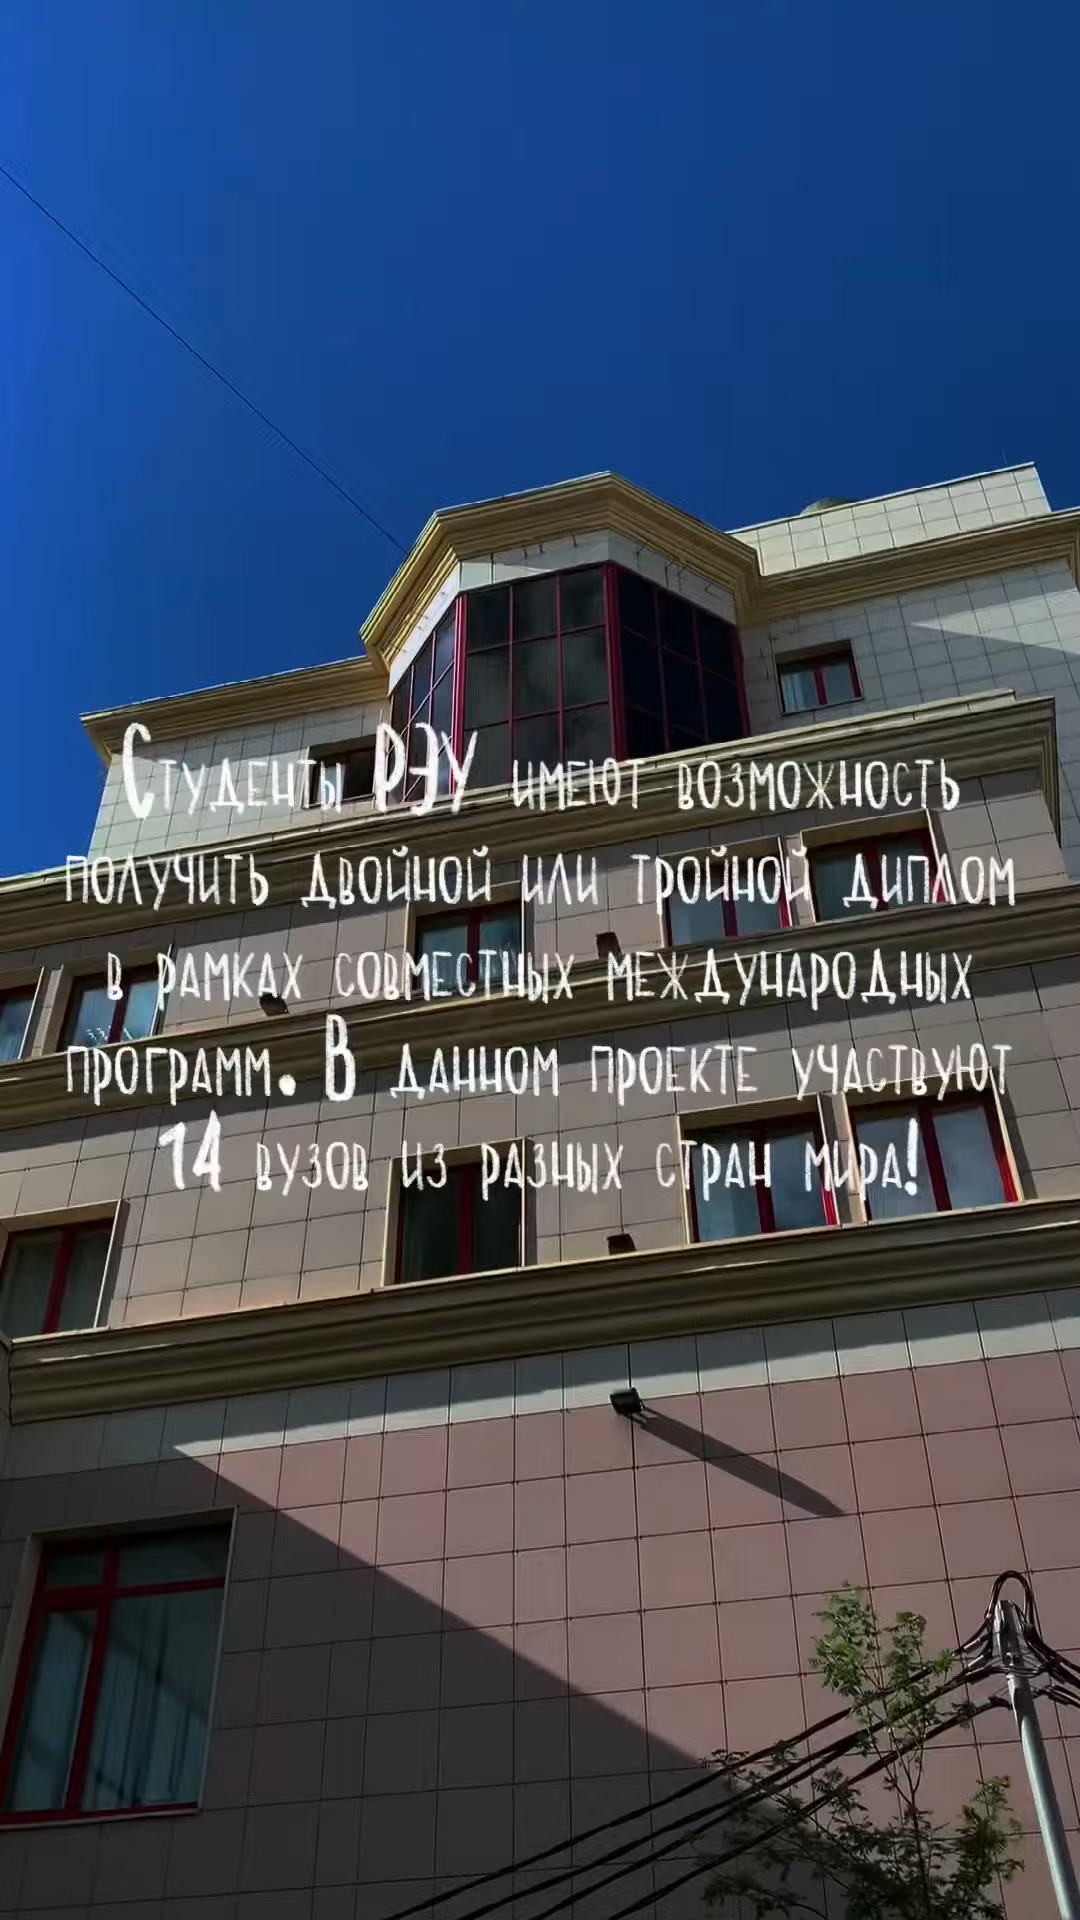 Студенты РЭУ имеют возможность
получить двойной или тройной диплом
в рамках совместных международных
программ. В данном проекте участвуют
14 вузов из разных стран мира!